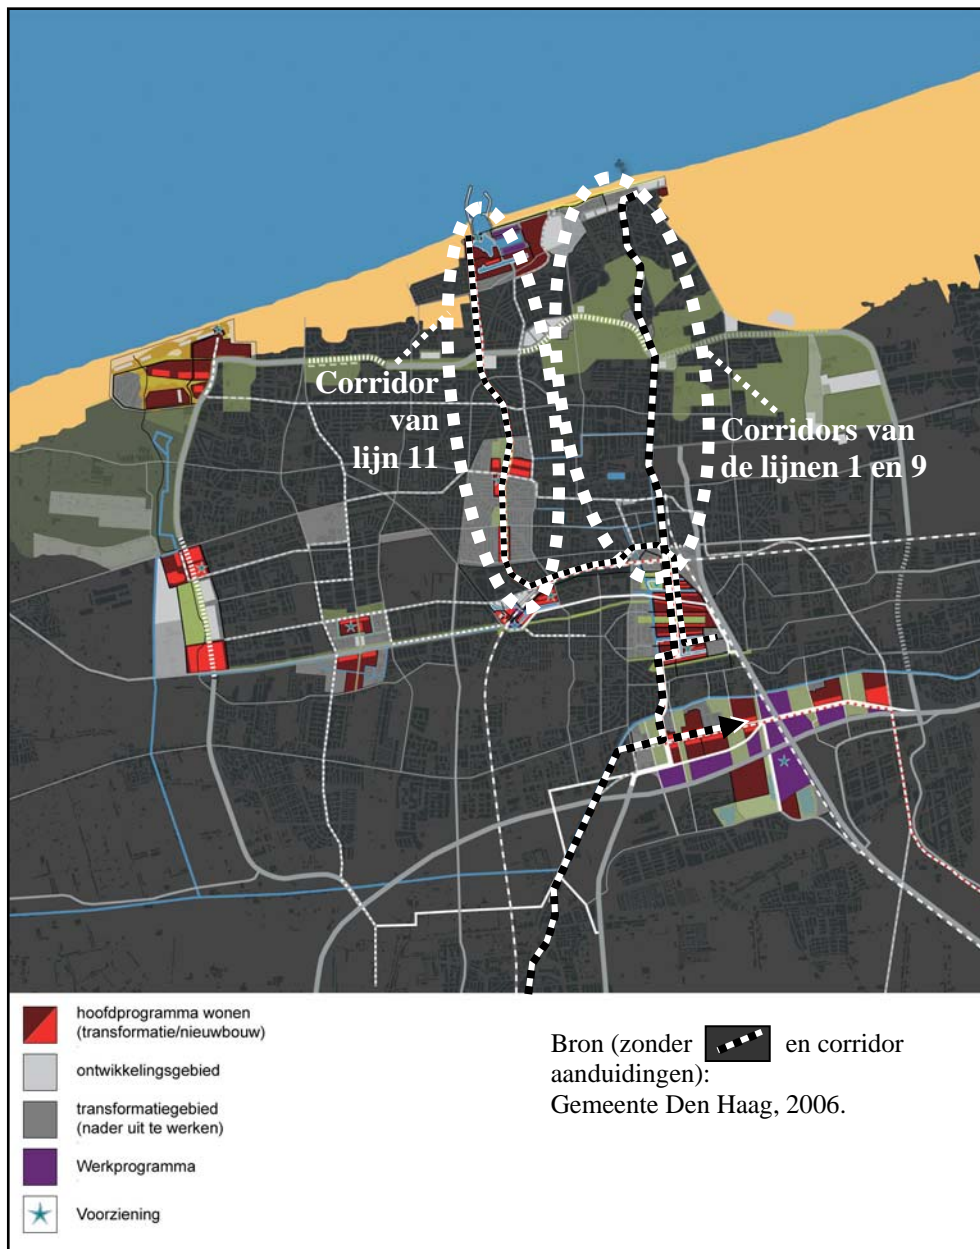 Corridor
van
lijn 11
Corridors van
de lijnen 1 en 9
hoofdprogramma wonen
(transformatie/nieuwbouw)
ontwikkelingsgebied
transformatiegebied
(nader uit te werken)
Werkprogramma
Voorziening
Bron (zonder en corridor
aanduidingen):
Gemeente Den Haag, 2006.